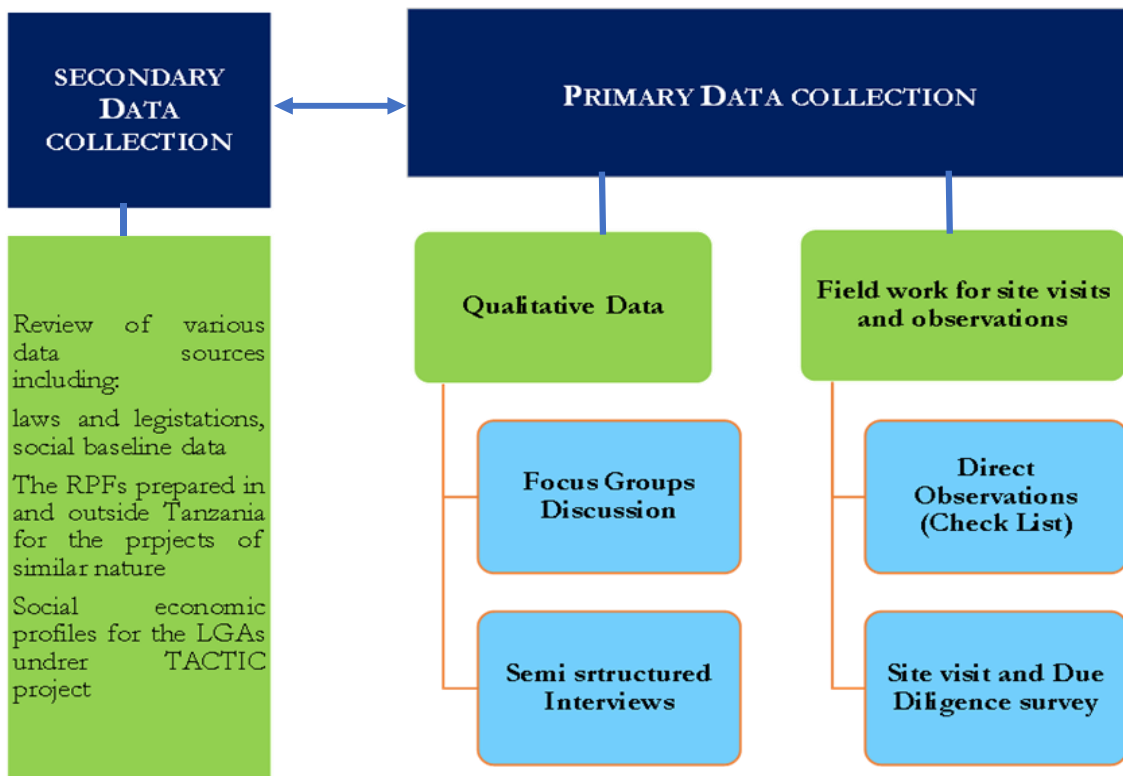 SECONDARY
DATA
COLLECTION
Review of various
data sources
including:
laws and legistations,
social baseline data
The RPFs prepared in
and outside Tanzania
for the prpjects of
similar nature
Social economic
profiles for the LGAs
undrer TACTIC
project
PRIMARY DATA COLLECTION
Qualitative Data
Focus Groups
Discussion
Semi srtructured
Interviews
Field work for site visits
and observations
Direct
Observations
(Check List)
Site visit and Due
Diligence survey